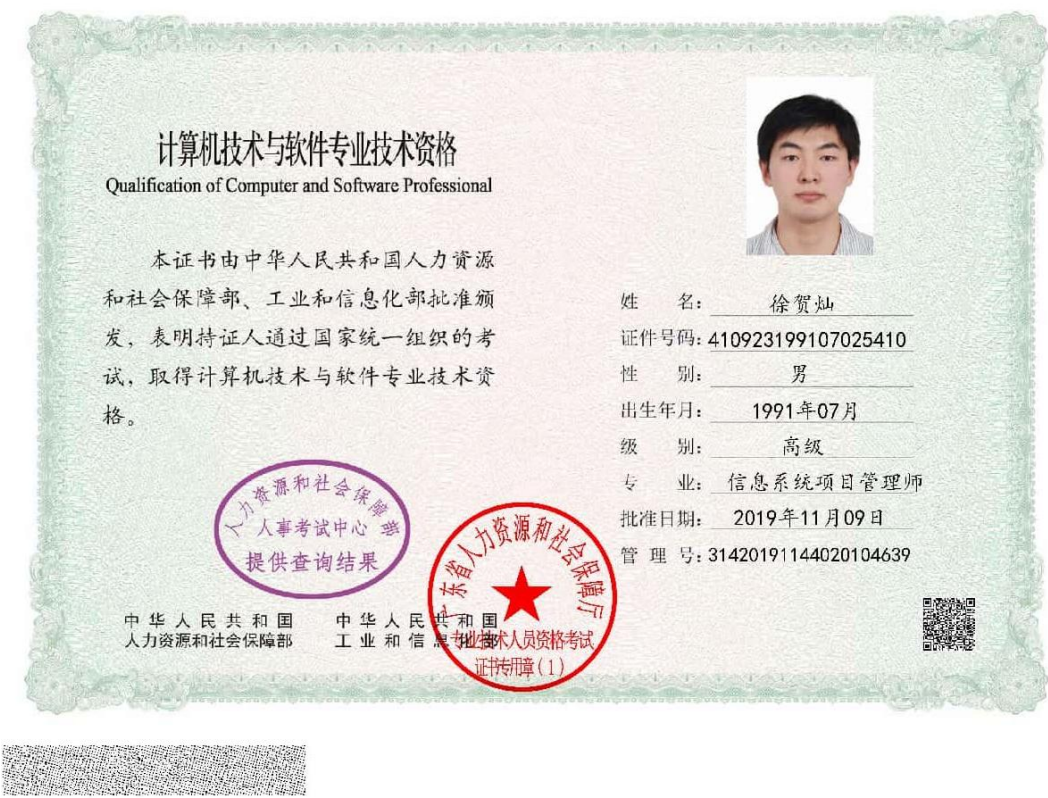 计算机技术与软件专业技术资格
Qualification of Computer and Software Professional
本证书由中华人民共和国人力资源
和社会保障部、工业和信息化部批准颁
发，表明持证人通过国家统一组织的考
试，取得计算机技术与软件专业技术资
格。
人力资源和社会保障部
人事考试中心
提供查询结果
中华人民共和国
人力资源和社会保障部
中华人民共和国
工业和信息化部
广东省人力资源和社会保障厅
专业技术人员资格考试
证书专用章(1)
姓 名： 徐贺灿
证件号码：410923199107025410
性 别： 男
出生年月： 1991年07月
级 别： 高级
专 业： 信息系统项目管理师
批准日期： 2019年11月09日
管 理 号：31420191144020104639